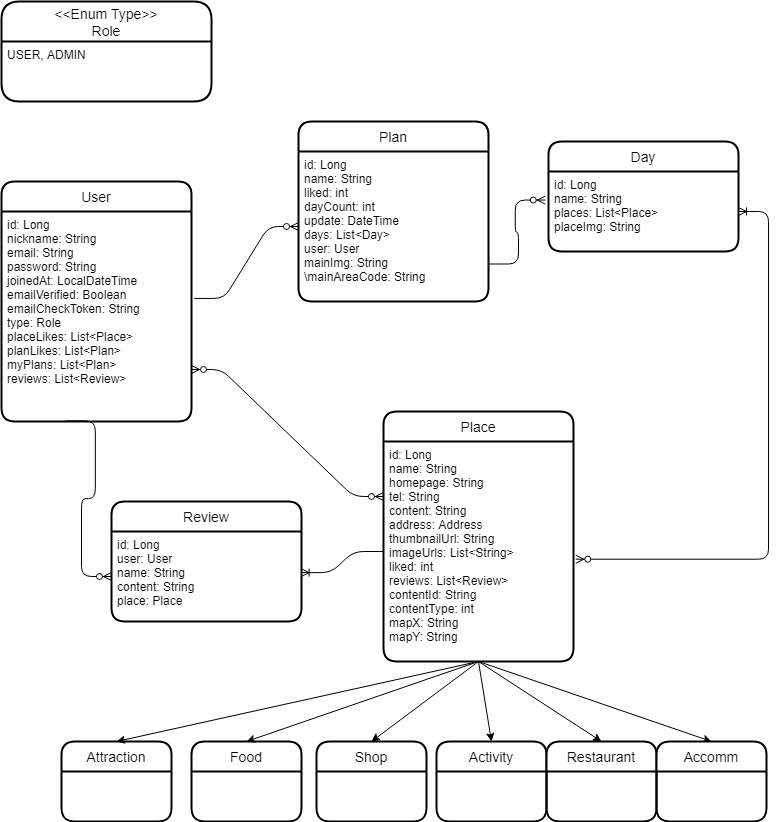 <<Enum Type>>
Role
USER, ADMIN
Plan
id: Long
name: String
liked: int
dayCount: int
update: DateTime
days: List<Day>
user: User
mainImg: String
\mainAreaCode: String
Day
id: Long
name: String
places: List<Place>
placeImg: String
User
id: Long
nickname: String
email: String
password: String
joinedAt: LocalDateTime
emailVerified: Boolean
emailCheckToken: String
type: Role
placeLikes: List<Place>
planLikes: List<Plan>
myPlans: List<Plan>
reviews: List<Review>
Place
id: Long
name: String
homepage: String
tel: String
content: String
address: Address
thumbnailUrl: String
imageUrls: List<String>
liked: int
reviews: List<Review>
contentId: String
contentType: int
mapX: String
mapY: String
Review
id: Long
user: User
name: String
content: String
place: Place
Attraction
Food
Shop
Activity
Restaurant
Accomm